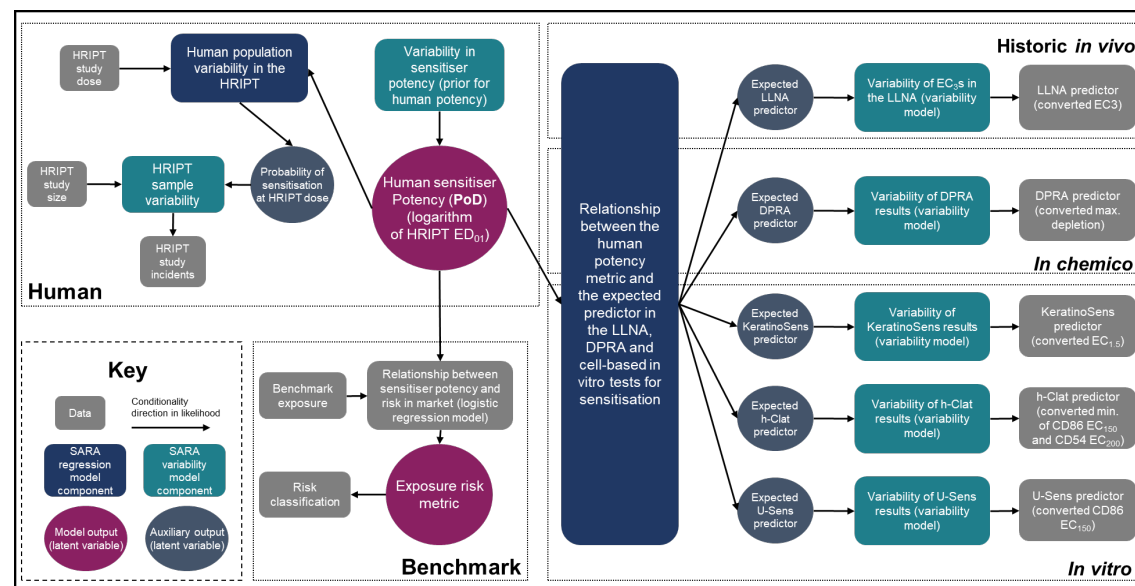 HRIPT
study
dose
Human population
variability in the
HRIPT
Variability in
sensitiser
potency (prior for
human potency)
HRIPT
study
size
HRIPT
sample
variability
Probability of
sensitisation
at HRIPT dose
Human sensitiser
Potency (PoD)
(logarithm
of HRIPT ED01)
HRIPT
study
incidents
Human
Key
Data
Conditionality
direction in likelihood
SARA
regression
model
component
SARA
variability
model
component
Model output
(latent variable)
Auxiliary output
(latent variable)
Benchmark
exposure
Relationship between
sensitiser potency and
risk in market (logistic
regression model)
Risk
classification
Exposure risk
metric
Benchmark
Relationship
between the
human
potency
metric and
the expected
predictor in
the LLNA,
DPRA and
cell-based in
vitro tests for
sensitisation
Historic in vivo
Expected
LLNA
predictor
Variability of EC3s in
the LLNA (variability
model)
LLNA predictor
(converted EC3)
Expected
DPRA
predictor
Variability of DPRA
results (variability
model)
DPRA predictor
(converted max.
depletion)
In chemico
Expected
KeratinoSens
predictor
Variability of
KeratinoSens results
(variability model)
KeratinoSens
predictor
(converted EC1.5)
Expected
h-Clat
predictor
Variability of h-Clat
results (variability
model)
h-Clat predictor
(converted min.
of CD86 EC150
and CD54 EC200)
Expected
U-Sens
predictor
Variability of U-Sens
results (variability
model)
U-Sens predictor
(converted CD86
EC150)
In vitro